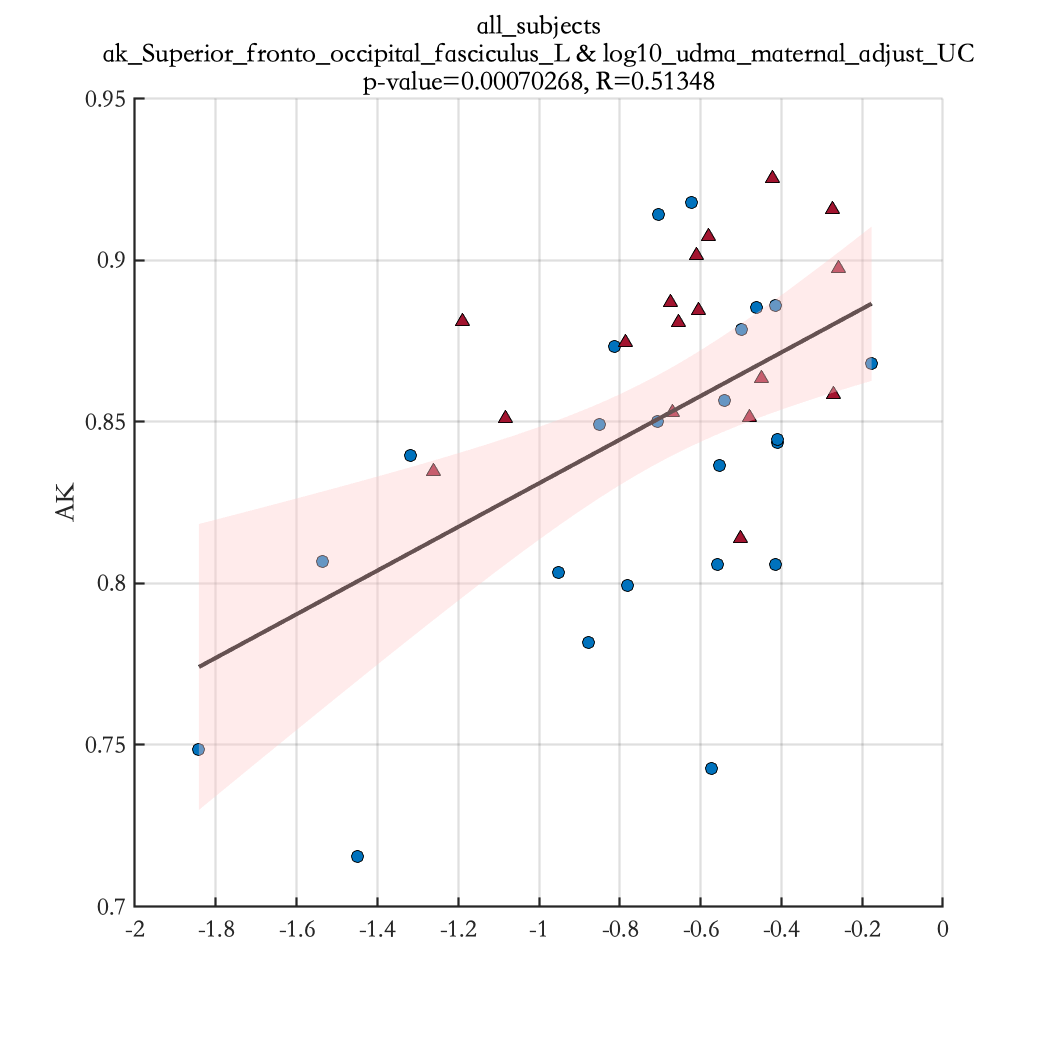 all_subjects
ak_Superior_fronto_occipital_fasciculus_L & log10_udma_maternal_adjust_UC
p-value=0.00070268, R=0.51348
0.95
0.9
0.85
AK
0.8
0.75
0.7
-2 -1.8 -1.6 -1.4 -1.2 -1 -0.8 -0.6 -0.4 -0.2 0